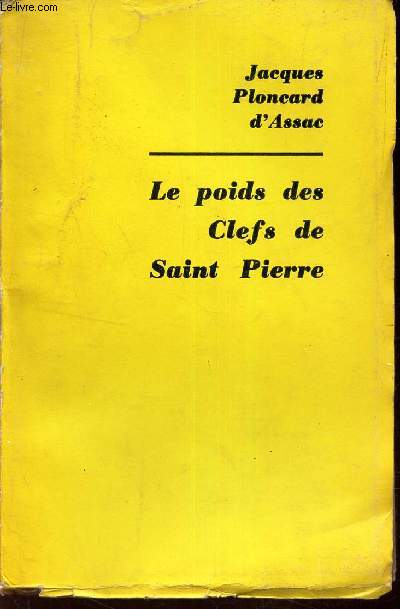 Le-livre.com
Jacques
Ploncard
d'Assac
Le poids des
Clefs de
Saint Pierre